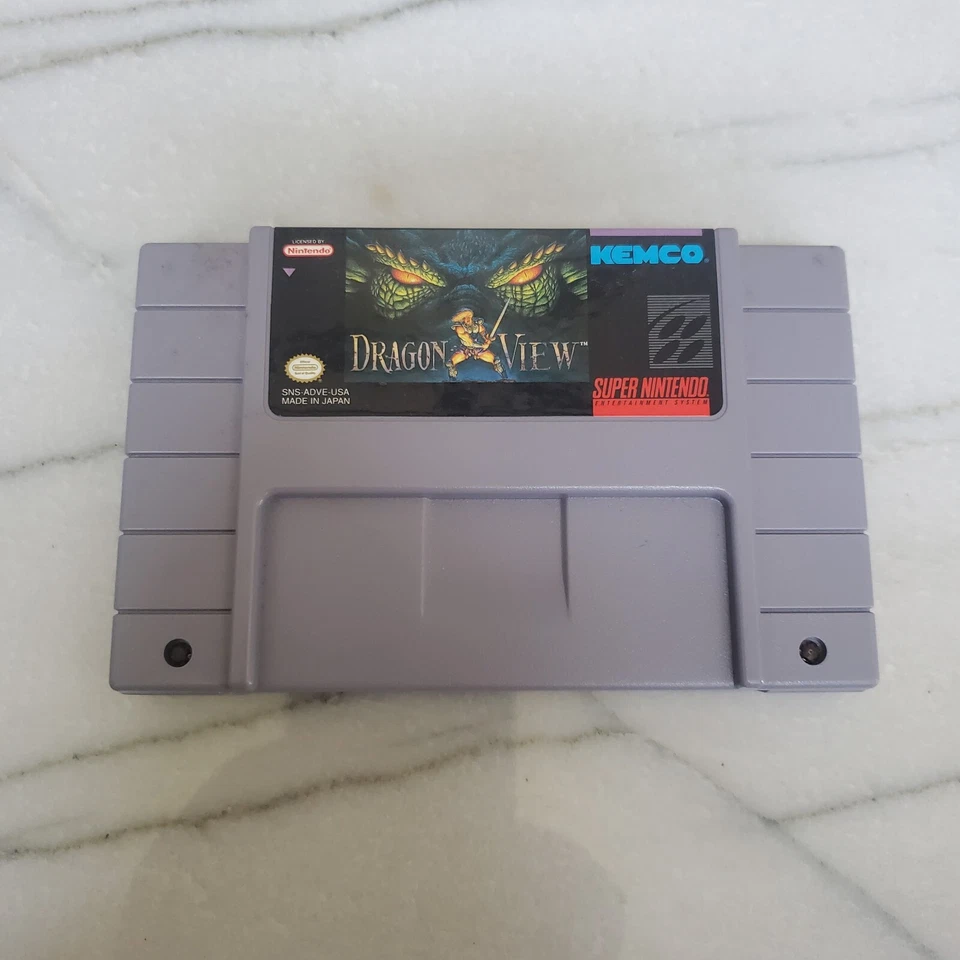 LICENSED BY
Nintendo
KEMCO®
DRAGON VIEW™
SNS-ADVE-USA
MADE IN JAPAN
SUPER NINTENDO
ENTERTAINMENT SYSTEM